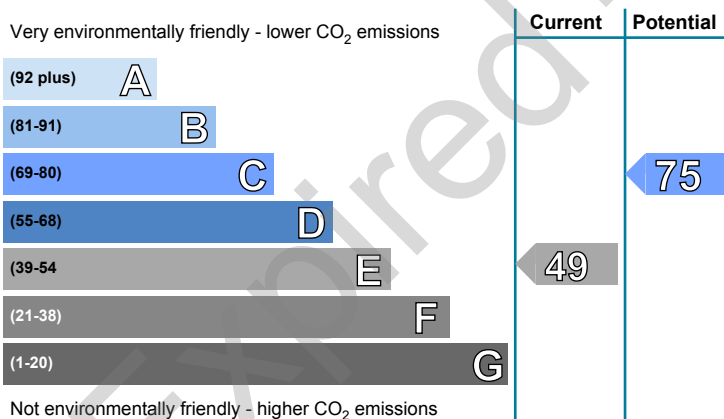 Very environmentally friendly - lower CO2 emissions Current Potential
(92 plus) A
(81-91) B
(69-80) C 75
(55-68) D
(39-54 E 49
(21-38) F
(1-20) G
Not environmentally friendly - higher CO2 emissions
Expired